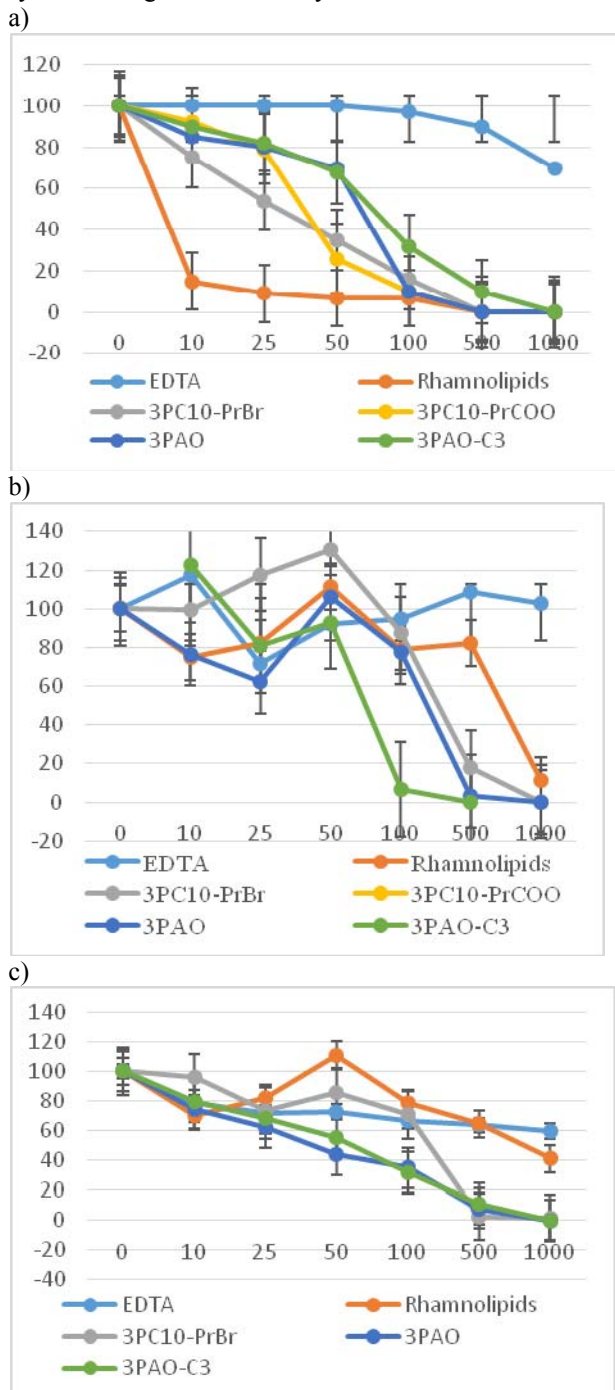 a)
120
100
80
60
40
20
0
-20
0 10 25 50 100 500 1000
EDTA Rhamnolipids
3PC10-PrBr 3PC10-PrCOO
3PAO 3PAO-C3
b)
140
120
100
80
60
40
20
0
-20
0 10 25 50 100 500 1000
EDTA Rhamnolipids
3PC10-PrBr 3PC10-PrCOO
3PAO 3PAO-C3
c)
140
120
100
80
60
40
20
0
-20
-40
0 10 25 50 100 500 1000
EDTA Rhamnolipids
3PC10-PrBr 3PAO
3PAO-C3